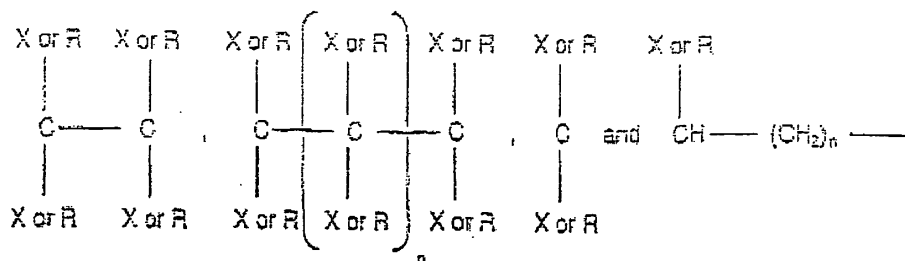 X or R X or R X or R X or R X or R X or R X or R
C C , C C C , C and CH (CH₂)ₙ
X or R X or R X or R X or R X or R X or R
n